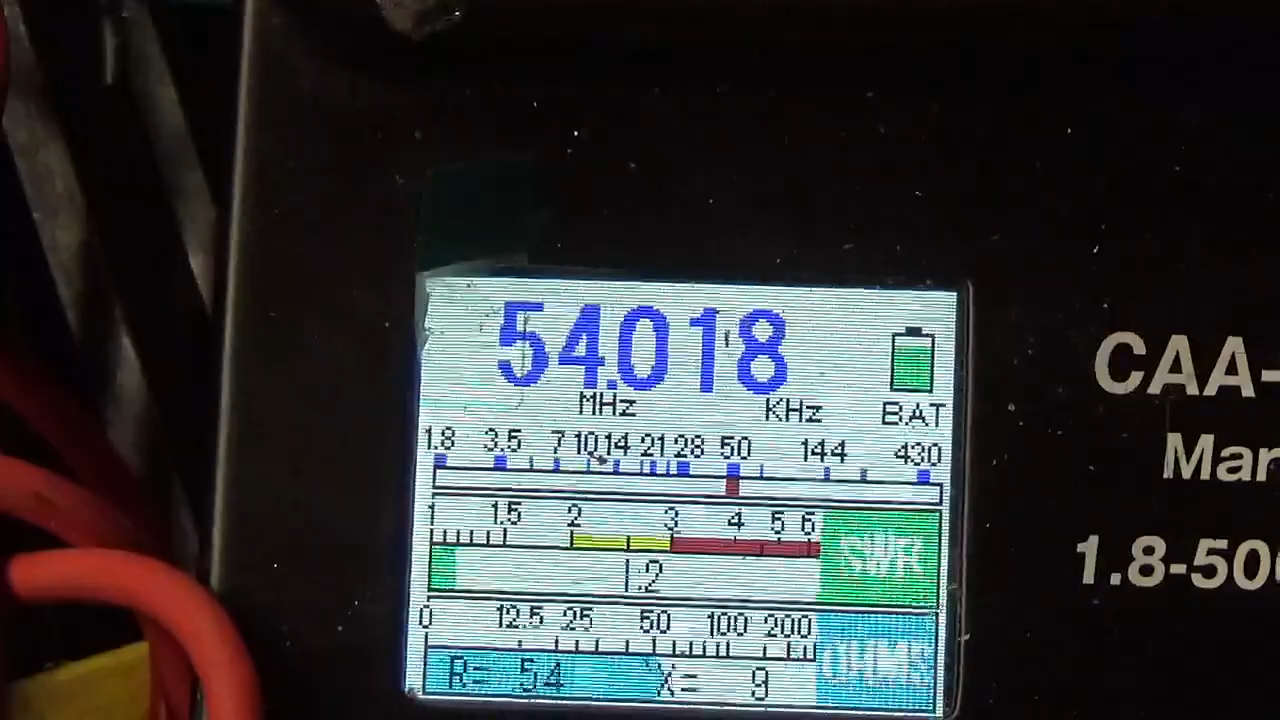 54.018
MHz KHz BAT
1.8 3.5 7 10 14 21 28 50 144 430
1 1.5 2 3 4 5 6 SWR
1.2
0 12.5 25 50 100 200 OHMS
R= 54 X= 9
CAA-
Mar
1.8-50